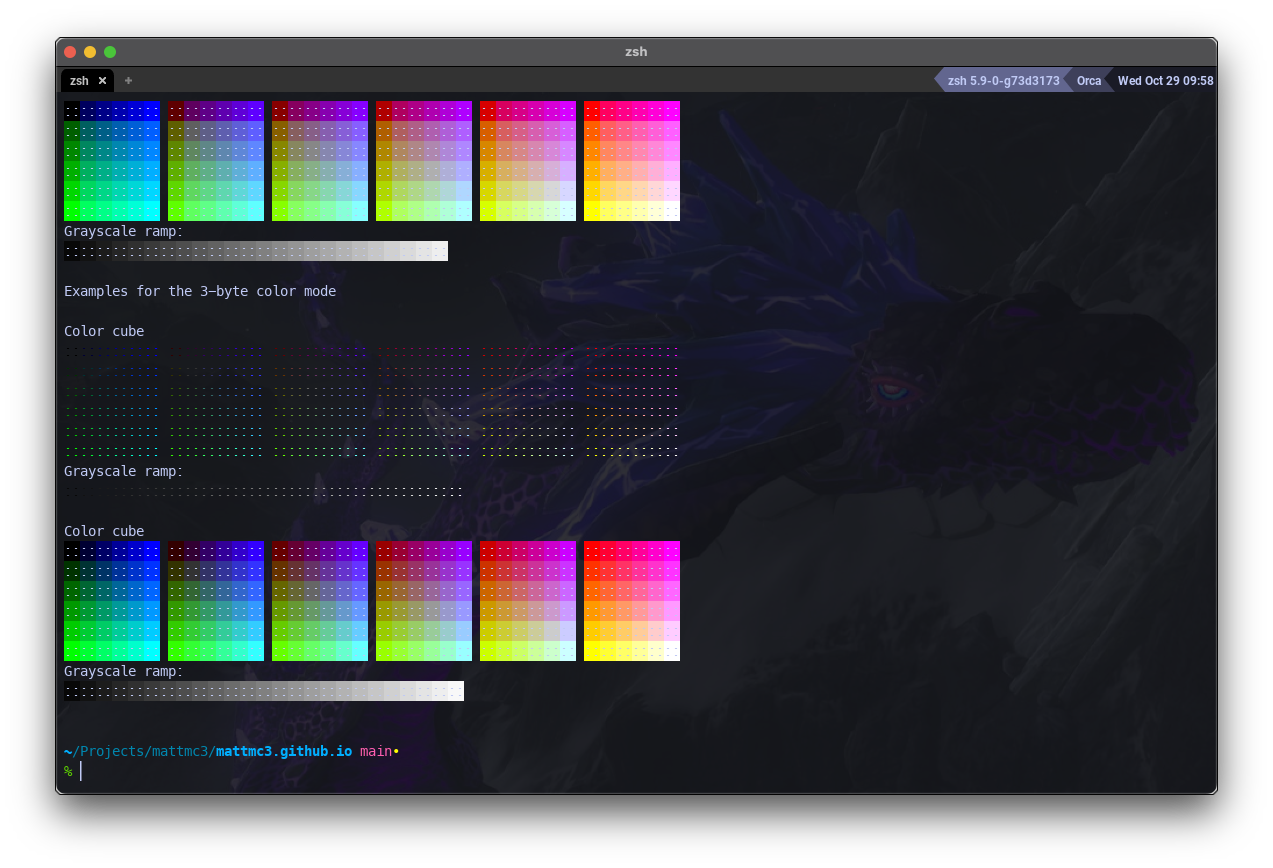 zsh
zsh ✕ +
zsh 5.9-0-g73d3173 Orca Wed Oct 29 09:58
Grayscale ramp:
Examples for the 3-byte color mode
Color cube
Grayscale ramp:
Color cube
Grayscale ramp:
~/Projects/mattmc3/mattmc3.github.io main•
%